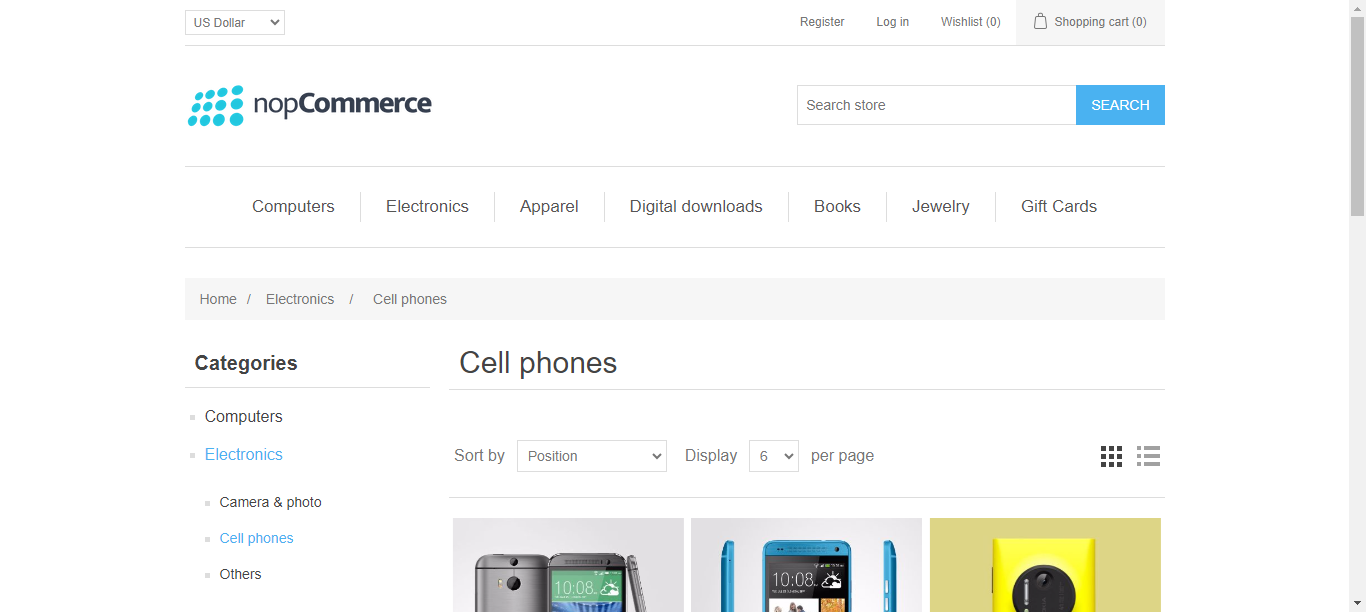 US Dollar
Register
Log in
Wishlist (0)
Shopping cart (0)
nopCommerce
Search store
SEARCH
Computers
Electronics
Apparel
Digital downloads
Books
Jewelry
Gift Cards
Home / Electronics / Cell phones
Categories
Computers
Electronics
Camera & photo
Cell phones
Others
Cell phones
Sort by Position Display 6 per page
10:08
10:08